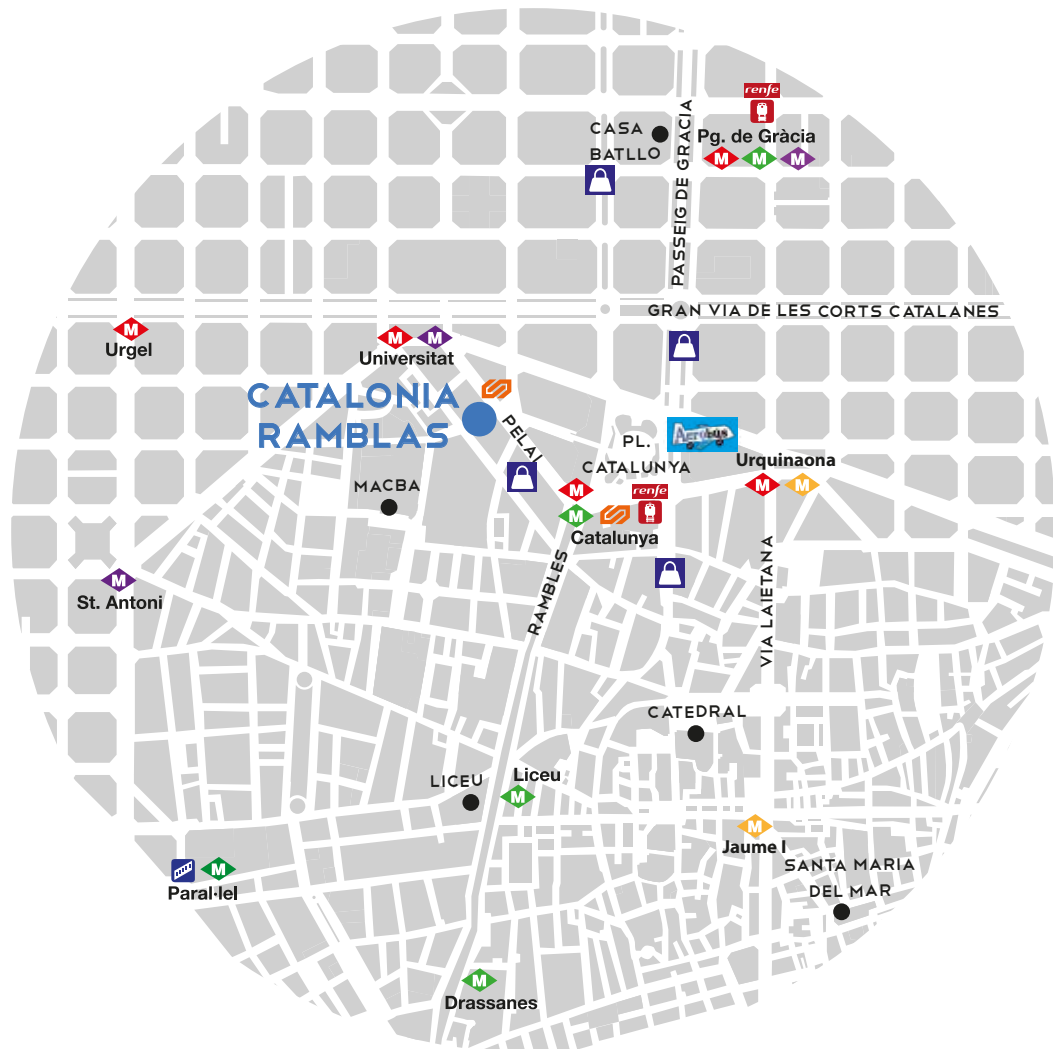 renfe
CASA
BATLLO
Pg. de Gràcia
M M M
PASSEIG DE GRACIA
GRAN VIA DE LES CORTS CATALANES
M
Urgel
M M
Universitat
CATALONIA
RAMBLAS
PELAI
PL.
CATALUNYA
Aerobús
Urquinaona
M M
MACBA
M
renfe
M
Catalunya
RAMBLES
VIA LAIETANA
M
St. Antoni
CATEDRAL
LICEU
Liceu
M
M
Jaume I
SANTA MARIA
DEL MAR
M
Paral·lel
M
Drassanes